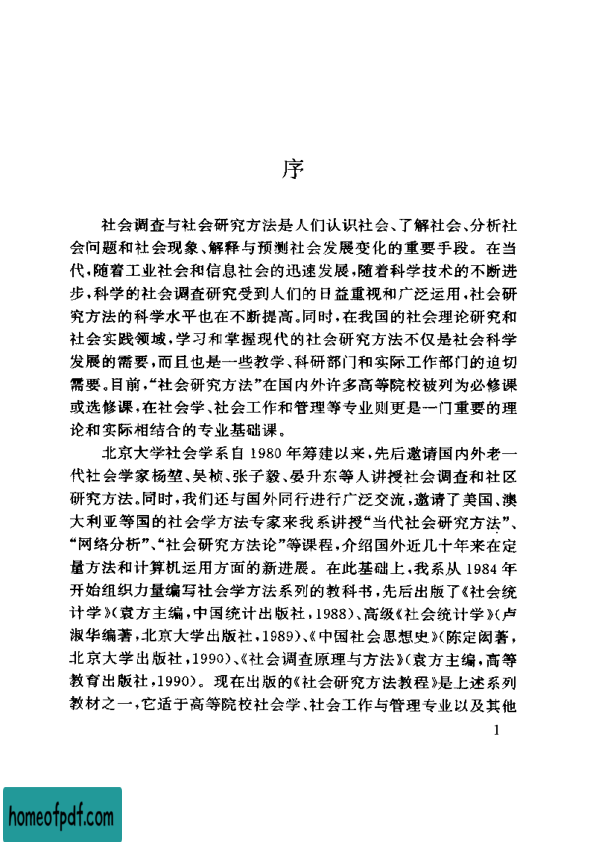 序
社会调查与社会研究方法是人们认识社会、了解社会、分析社
会问题和社会现象、解释与预测社会发展变化的重要手段。在当
代,随着工业社会和信息社会的迅速发展,随着科学技术的不断进
步,科学的社会调查研究受到人们的日益重视和广泛运用,社会研
究方法的科学水平也在不断提高。同时,在我国的社会理论研究和
社会实践领域,学习和掌握现代的社会研究方法不仅是社会科学
发展的需要,而且也是一些教学、科研部门和实际工作部门的迫切
需要。目前,“社会研究方法”在国内外许多高等院校被列为必修课
或选修课,在社会学、社会工作和管理等专业则更是一门重要的理
论和实际相结合的专业基础课。
北京大学社会学系自1980年筹建以来,先后邀请国内外老一
代社会学家杨堃、吴桢、张子毅、晏升东等人讲授社会调查和社区
研究方法。同时,我们还与国外同行进行广泛交流,邀请了美国、澳
大利亚等国的社会学方法专家来我系讲授“当代社会研究方法”、
“网络分析”、“社会研究方法论”等课程,介绍国外近几十年来在定
量方法和计算机运用方面的新进展。在此基础上,我系从1984年
开始组织力量编写社会学方法系列的教科书,先后出版了《社会统
计学》(袁方主编,中国统计出版社,1988)、高级《社会统计学》(卢
淑华编著,北京大学出版社,1989)、《中国社会思想史》(陈定闳著,
北京大学出版社,1990)、《社会调查原理与方法》(袁方主编,高等
教育出版社,1990)。现在出版的《社会研究方法教程》是上述系列
教材之一,它适于高等院校社会学、社会工作与管理专业以及其他
1
homeofpdf.com